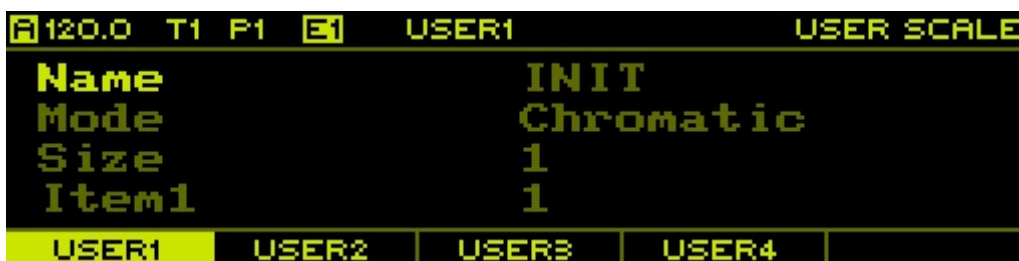 A 120.0 T1 P1 E1 USER1 USER SCALE
Name INIT
Mode Chromatic
Size 1
Item1 1
USER1 USER2 USER3 USER4